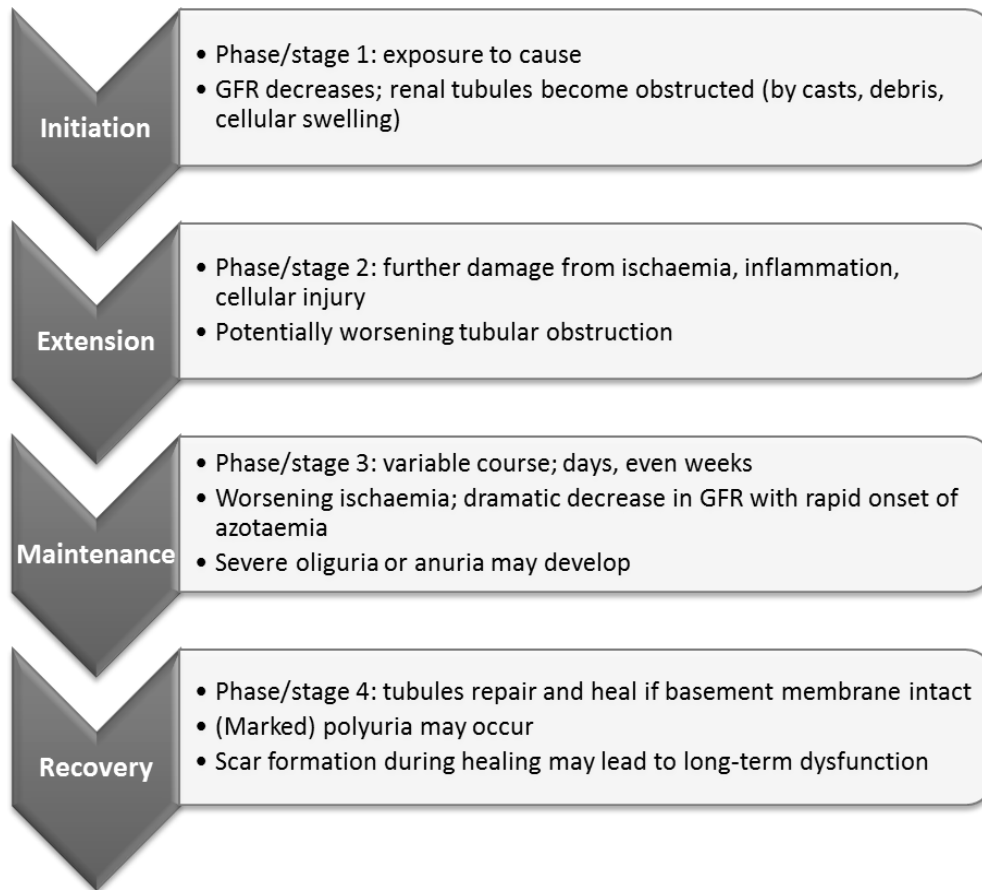 Initiation
• Phase/stage 1: exposure to cause
• GFR decreases; renal tubules become obstructed (by casts, debris,
cellular swelling)
Extension
• Phase/stage 2: further damage from ischaemia, inflammation,
cellular injury
• Potentially worsening tubular obstruction
Maintenance
• Phase/stage 3: variable course; days, even weeks
• Worsening ischaemia; dramatic decrease in GFR with rapid onset of
azotaemia
• Severe oliguria or anuria may develop
Recovery
• Phase/stage 4: tubules repair and heal if basement membrane intact
• (Marked) polyuria may occur
• Scar formation during healing may lead to long-term dysfunction